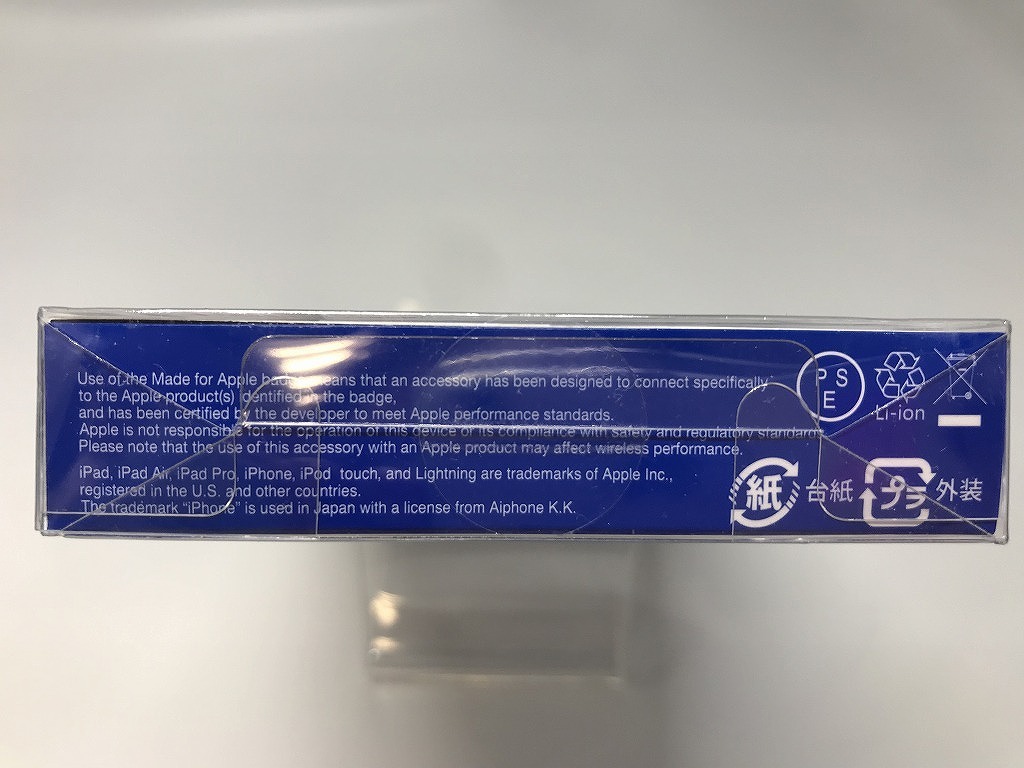 Use of the Made for Apple badge means that an accessory has been designed to connect specifically
to the Apple product(s) identified in the badge,
and has been certified by the developer to meet Apple performance standards.
Apple is not responsible for the operation of this device or its compliance with safety and regulatory standards.
Please note that the use of this accessory with an Apple product may affect wireless performance.
iPad, iPad Air, iPad Pro, iPhone, iPod touch, and Lightning are trademarks of Apple Inc.,
registered in the U.S. and other countries.
The trademark “iPhone” is used in Japan with a license from Aiphone K.K.
P S
E
Li-ion
紙 台紙 プラ 外装